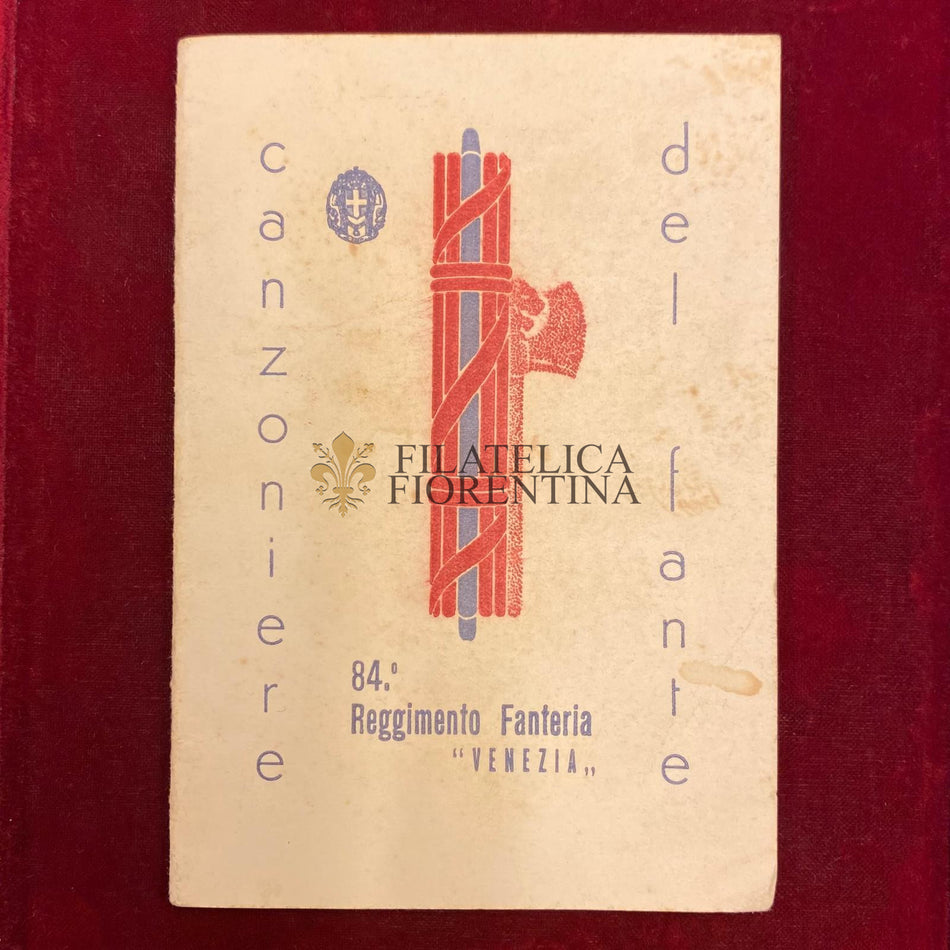 canzoniere
del fante
FILATELICA
FIORENTINA
84.º
Reggimento Fanteria
“VENEZIA„